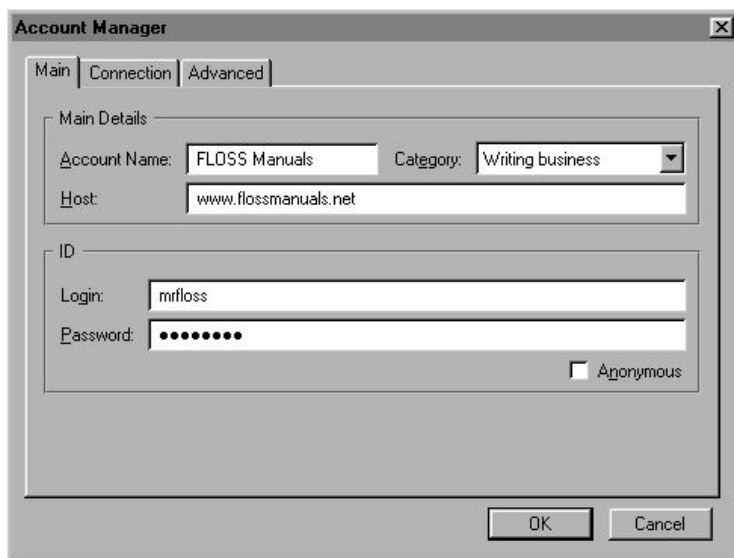 Account Manager
Main Connection Advanced
Main Details
Account Name: FLOSS Manuals Category: Writing business
Host: www.flossmanuals.net
ID
Login: mrfloss
Password: ●●●●●●●●
Anonymous
OK Cancel